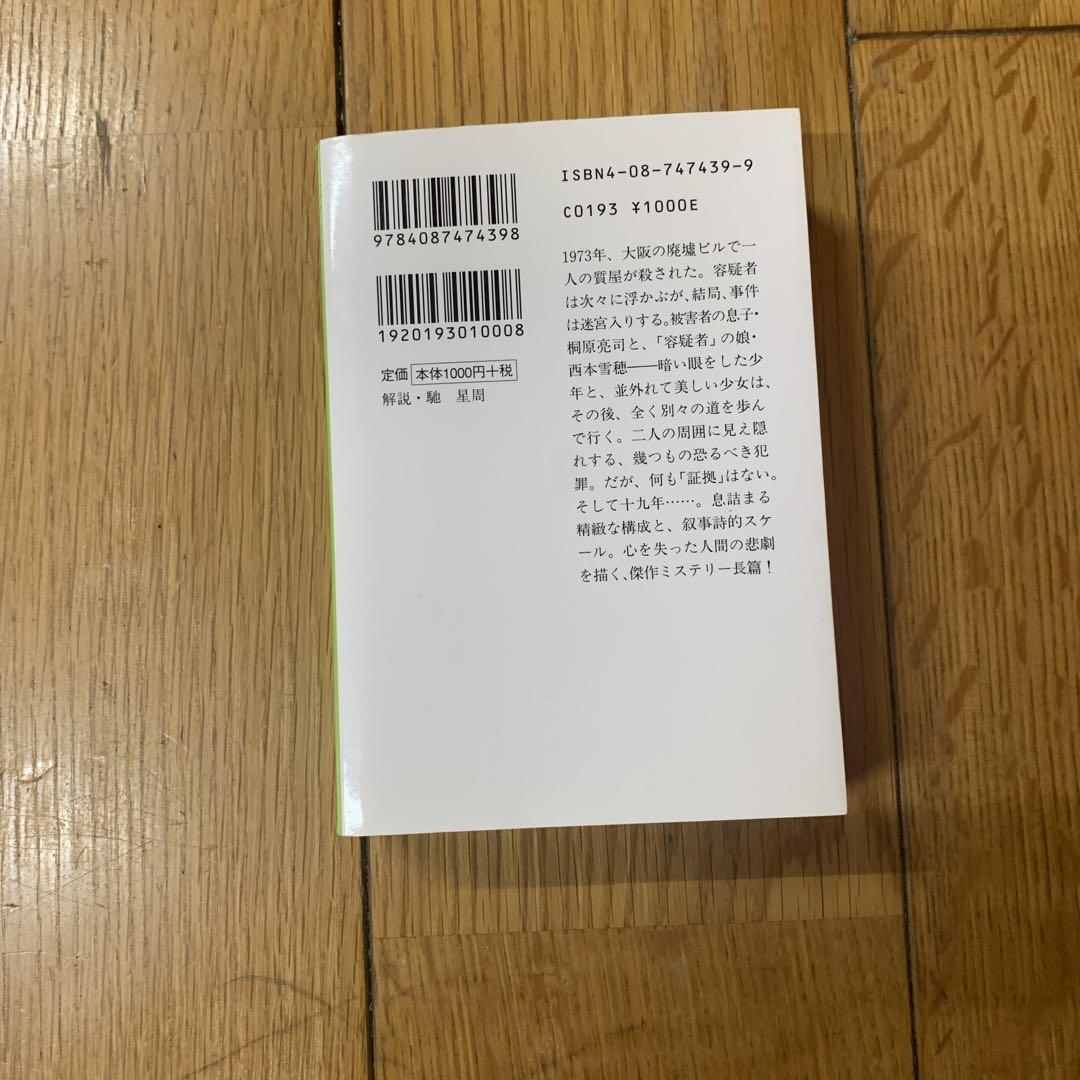 9784087474398
1920193010008
定価 本体1000円+税
解説・馳 星周
ISBN4-08-747439-9
C0193 ¥1000E
1973年、大阪の廃墟ビルで一
人の質屋が殺された。容疑者
は次々に浮かぶが、結局、事件
は迷宮入りする。被害者の息子・
桐原亮司と、「容疑者」の娘・
西本雪穂――暗い眼をした少
年と、並外れて美しい少女は、
その後、全く別々の道を歩ん
で行く。二人の周囲に見え隠
れする、幾つもの恐るべき犯
罪。だが、何も「証拠」はない。
そして十九年……。息詰まる
精緻な構成と、叙事詩的スケ
ール。心を失った人間の悲劇
を描く、傑作ミステリー長篇!